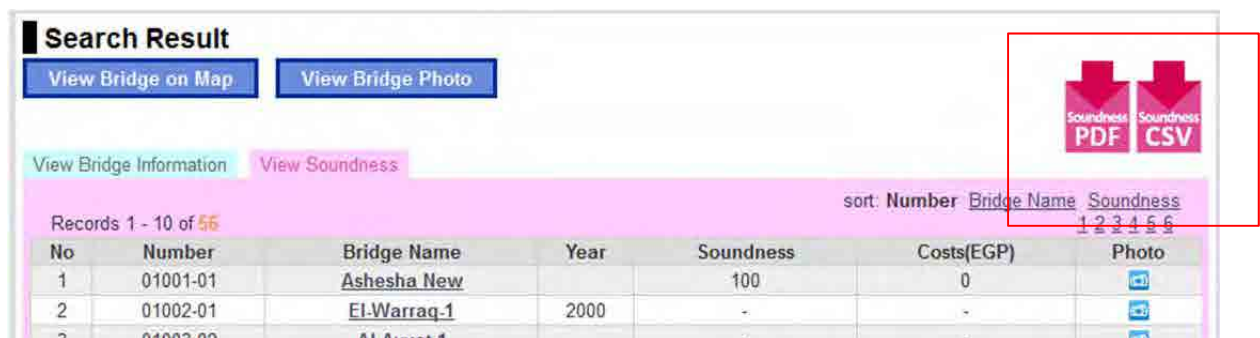 Search Result
View Bridge on Map View Bridge Photo
Soundness PDF Soundness CSV
View Bridge Information View Soundness
sort: Number Bridge Name Soundness
Records 1 - 10 of 56 1 2 3 4 5 6
No Number Bridge Name Year Soundness Costs(EGP) Photo
1 01001-01 Ashesha New 100 0
2 01002-01 El-Warraq-1 2000 - -